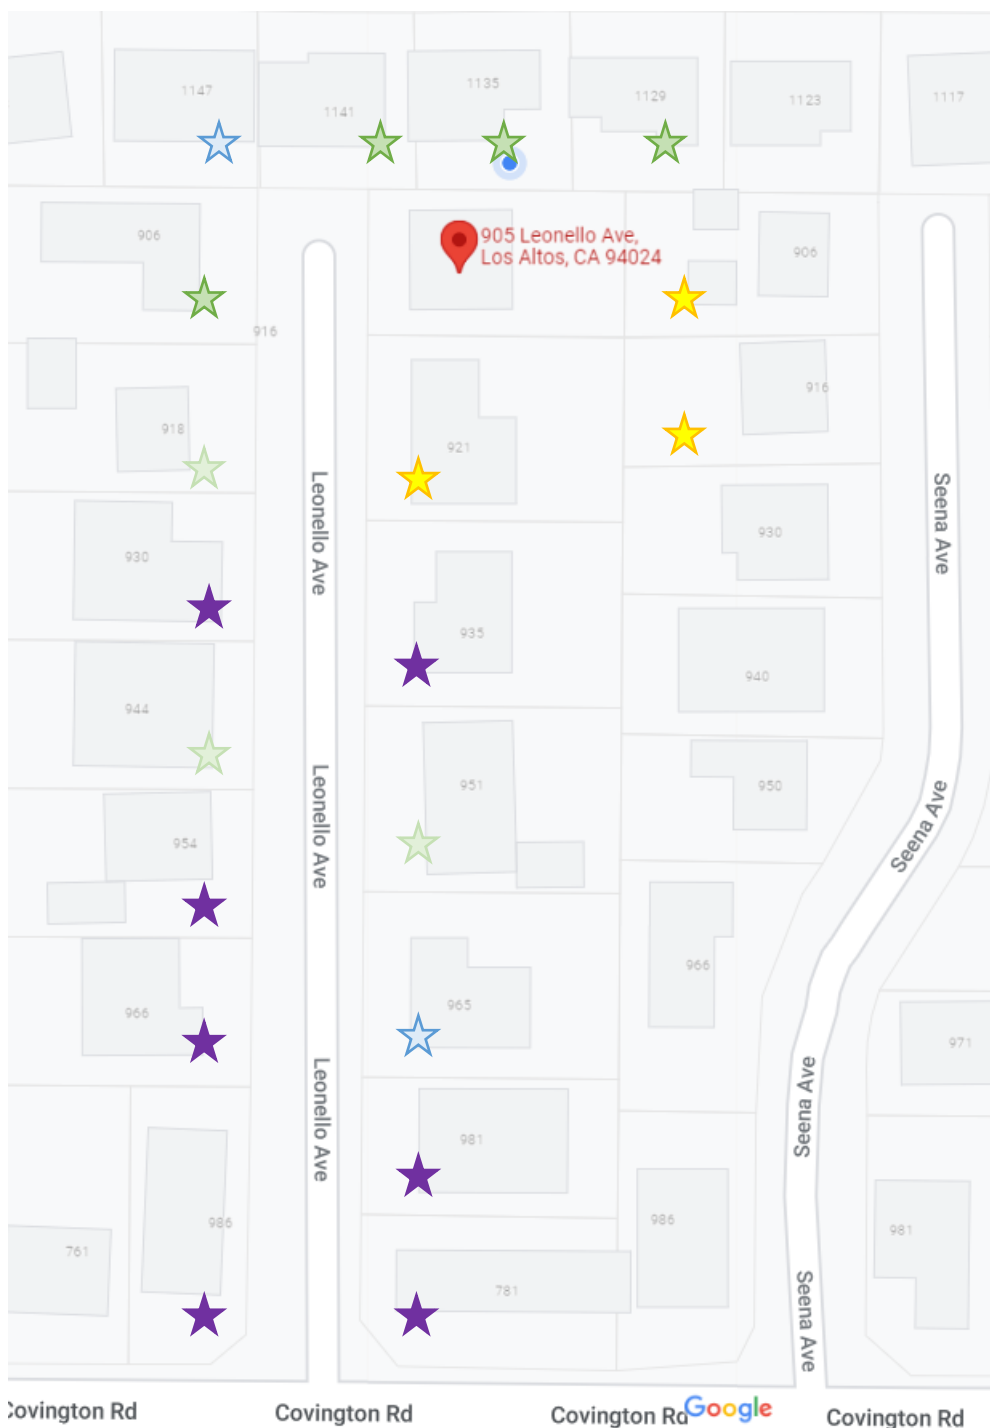 1147
1141
1135
1129
1123
1117
906
905 Leonello Ave,
Los Altos, CA 94024
906
916
918
921
916
Leonello Ave
Seena Ave
930
930
935
944
940
Leonello Ave
951
950
954
Seena Ave
966
965
966
971
Leonello Ave
Seena Ave
981
986
986
981
761
781
Seena Ave
Covington Rd
Covington Rd
Covington Rd
Google
Covington Rd